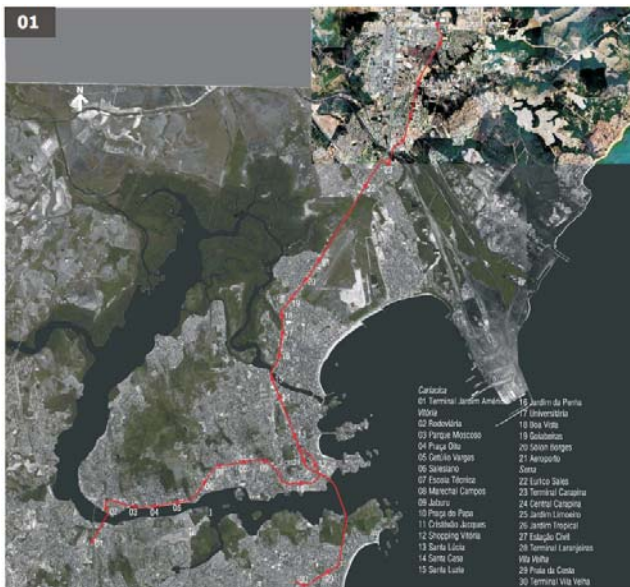 01
N
Cariacica
01 Terminal Jardim América
Vitória
02 Rodoviária
03 Parque Moscoso
04 Praça Oito
05 Getúlio Vargas
06 Salesiano
07 Escola Técnica
08 Marechal Campos
09 Jaburu
10 Praça do Papa
11 Cristóvão Jacques
12 Shopping Vitória
13 Santa Lúcia
14 Santa Casa
15 Santa Luzia
16 Jardim da Penha
17 Universitária
18 Boa Vista
19 Goiabeiras
20 Sólon Borges
21 Aeroporto
Serra
22 Eurico Sales
23 Terminal Carapina
24 Central Carapina
25 Jardim Limoeiro
26 Jardim Tropical
27 Estação Civit
28 Terminal Laranjeiras
Vila Velha
29 Praia da Costa
30 Terminal Vila Velha